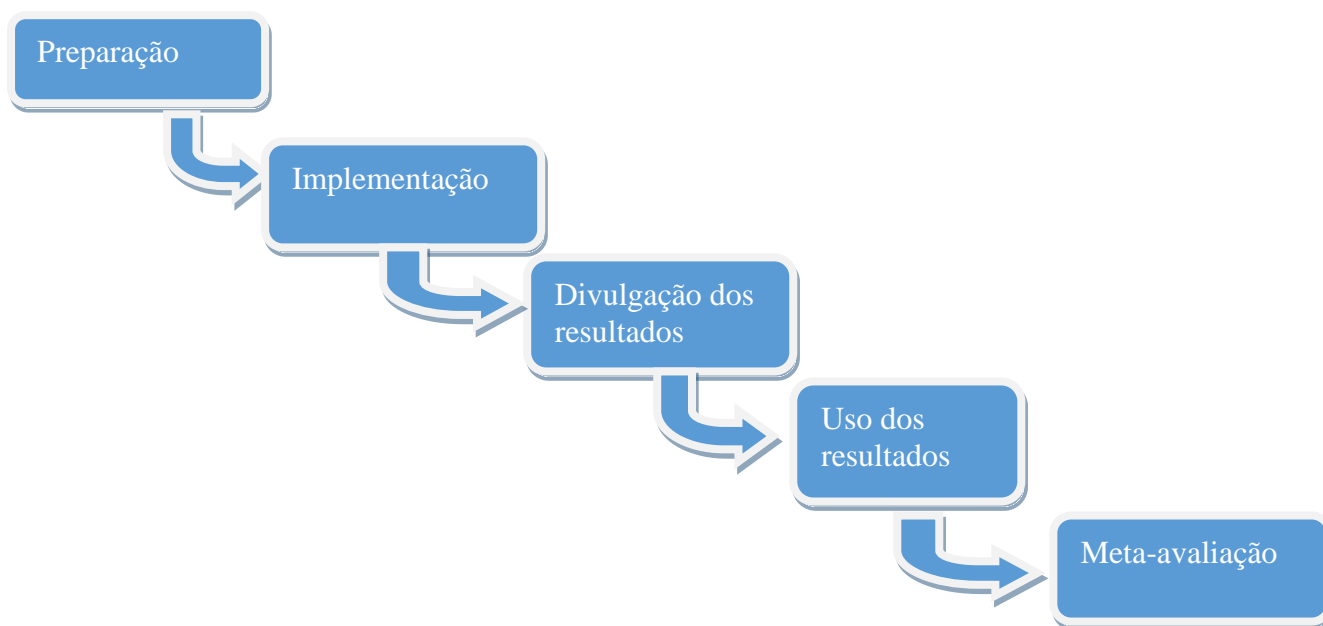 Preparação
Implementação
Divulgação dos
resultados
Uso dos
resultados
Meta-avaliação